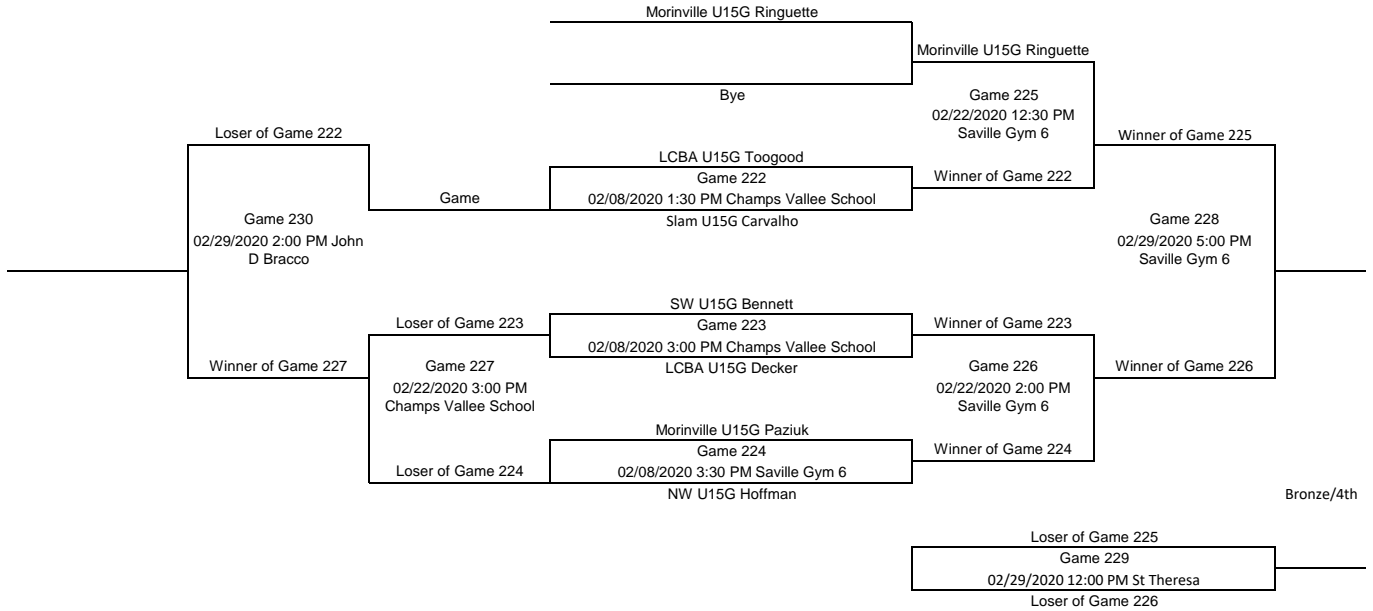 Morinville U15G Ringuette
Morinville U15G Ringuette
Bye
Game 225
02/22/2020 12:30 PM
Saville Gym 6
Loser of Game 222
Winner of Game 225
LCBA U15G Toogood
Game 222
02/08/2020 1:30 PM Champs Vallee School
Slam U15G Carvalho
Winner of Game 222
Game
Game 230
02/29/2020 2:00 PM John
D Bracco
Game 228
02/29/2020 5:00 PM
Saville Gym 6
SW U15G Bennett
Game 223
02/08/2020 3:00 PM Champs Vallee School
LCBA U15G Decker
Loser of Game 223
Winner of Game 223
Winner of Game 227
Game 227
02/22/2020 3:00 PM
Champs Vallee School
Game 226
02/22/2020 2:00 PM
Saville Gym 6
Winner of Game 226
Morinville U15G Paziuk
Game 224
02/08/2020 3:30 PM Saville Gym 6
NW U15G Hoffman
Loser of Game 224
Winner of Game 224
Bronze/4th
Loser of Game 225
Game 229
02/29/2020 12:00 PM St Theresa
Loser of Game 226